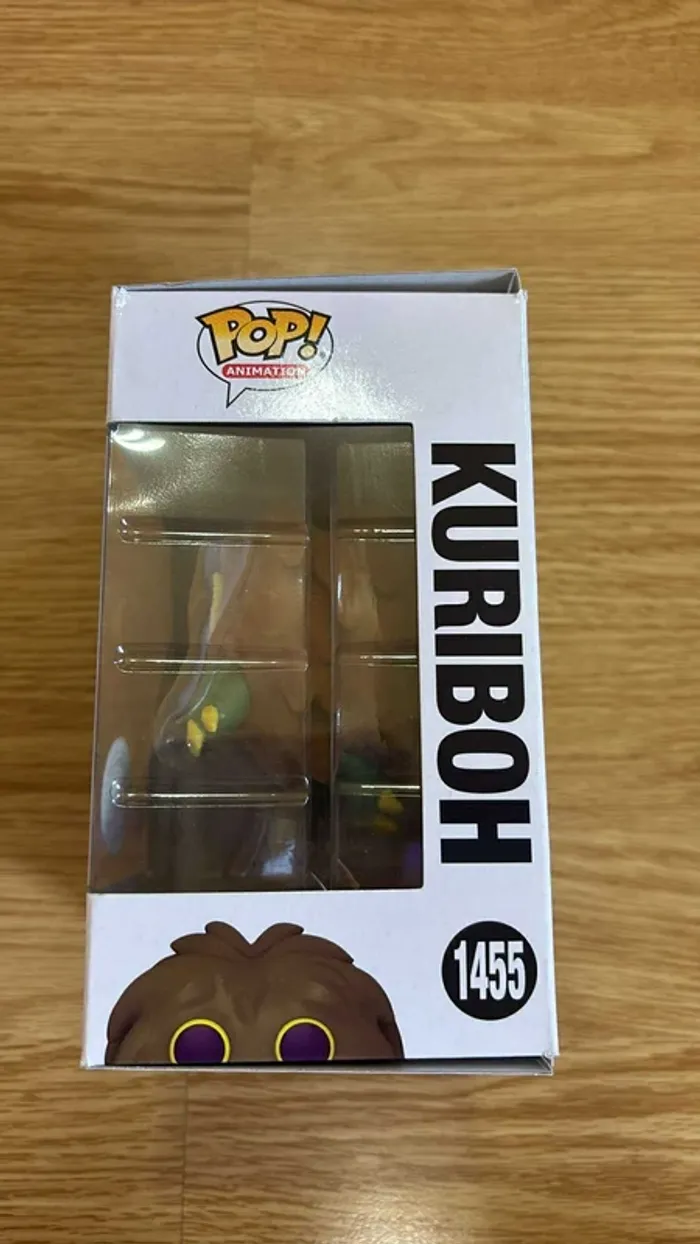 POP!
ANIMATION
KURIBOH
1455